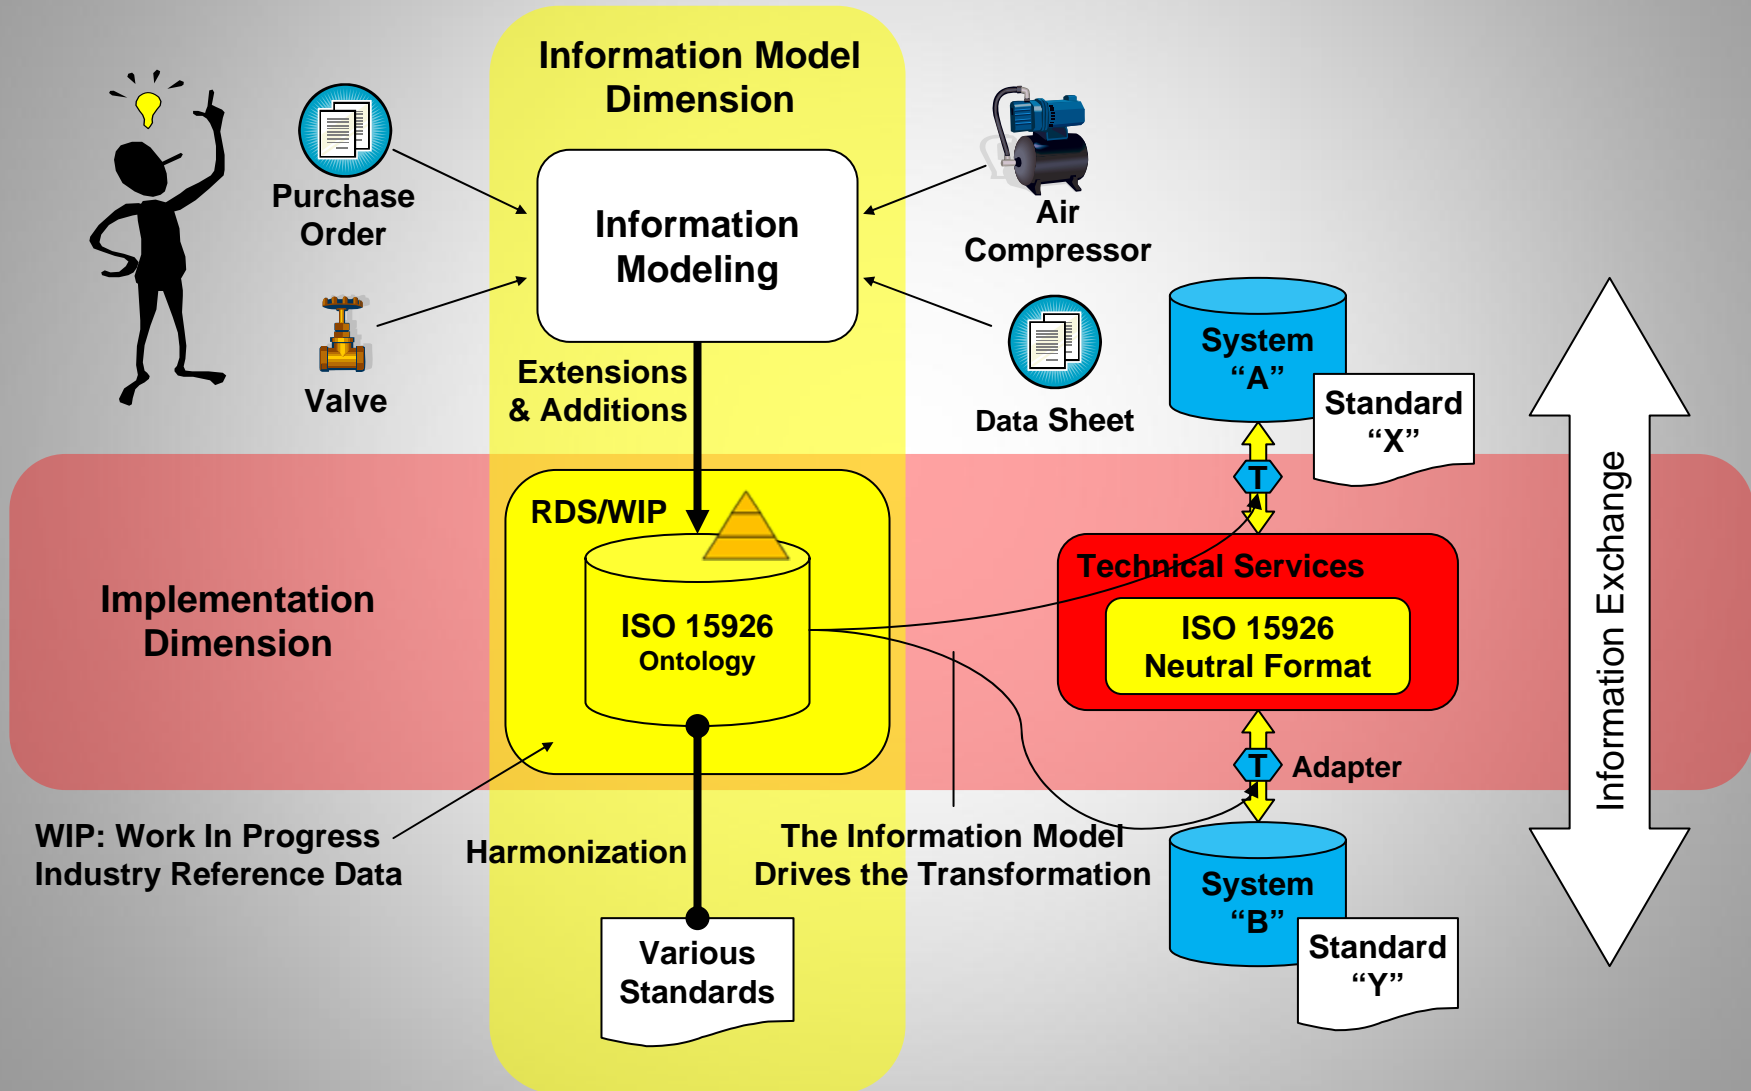 Information Model
Dimension
Purchase
Order
Information
Modeling
Air
Compressor
Valve
Extensions
& Additions
Data Sheet
System
“A”
Standard
“X”
T
RDS/WIP
ISO 15926
Ontology
Implementation
Dimension
Technical Services
ISO 15926
Neutral Format
T
Adapter
Information Exchange
WIP: Work In Progress
Industry Reference Data
Harmonization
The Information Model
Drives the Transformation
System
“B”
Standard
“Y”
Various
Standards